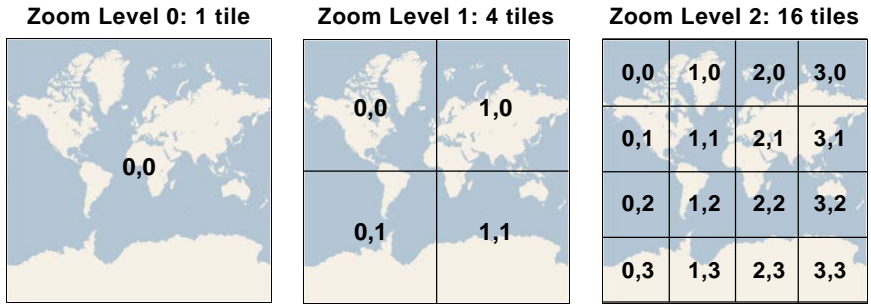 Zoom Level 0: 1 tile
0,0
Zoom Level 1: 4 tiles
0,0 1,0
0,1 1,1
Zoom Level 2: 16 tiles
0,0 1,0 2,0 3,0
0,1 1,1 2,1 3,1
0,2 1,2 2,2 3,2
0,3 1,3 2,3 3,3